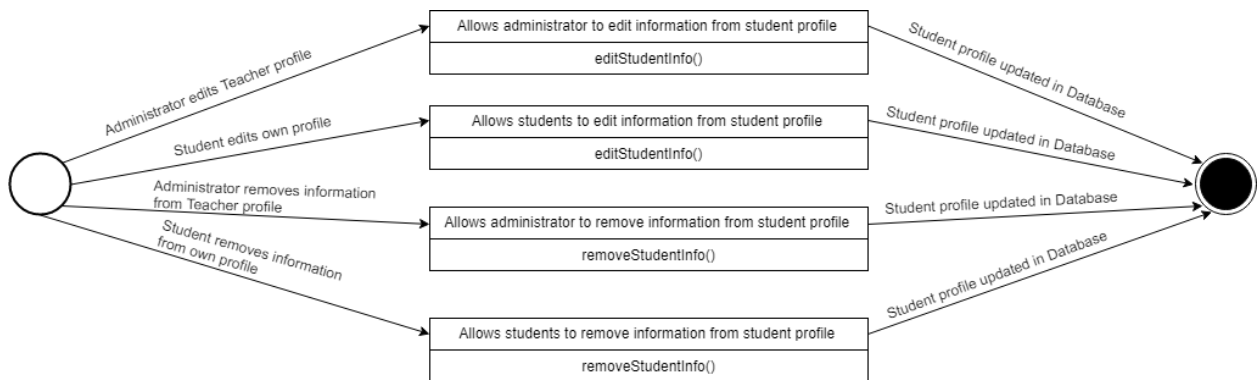 Allows administrator to edit information from student profile
editStudentInfo()
Administrator edits Teacher profile
Student profile updated in Database
Allows students to edit information from student profile
editStudentInfo()
Student edits own profile
Student profile updated in Database
Administrator removes information
from Teacher profile
Allows administrator to remove information from student profile
removeStudentInfo()
Student profile updated in Database
Student removes information
from own profile
Allows students to remove information from student profile
removeStudentInfo()
Student profile updated in Database